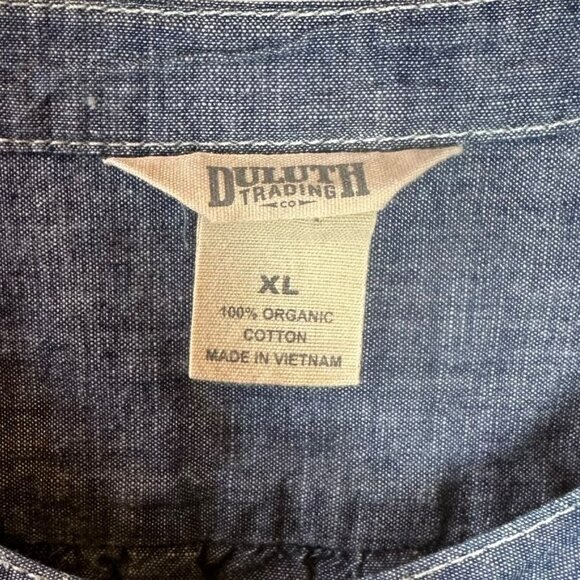 DULUTH
TRADING
CO
XL
100% ORGANIC
COTTON
MADE IN VIETNAM